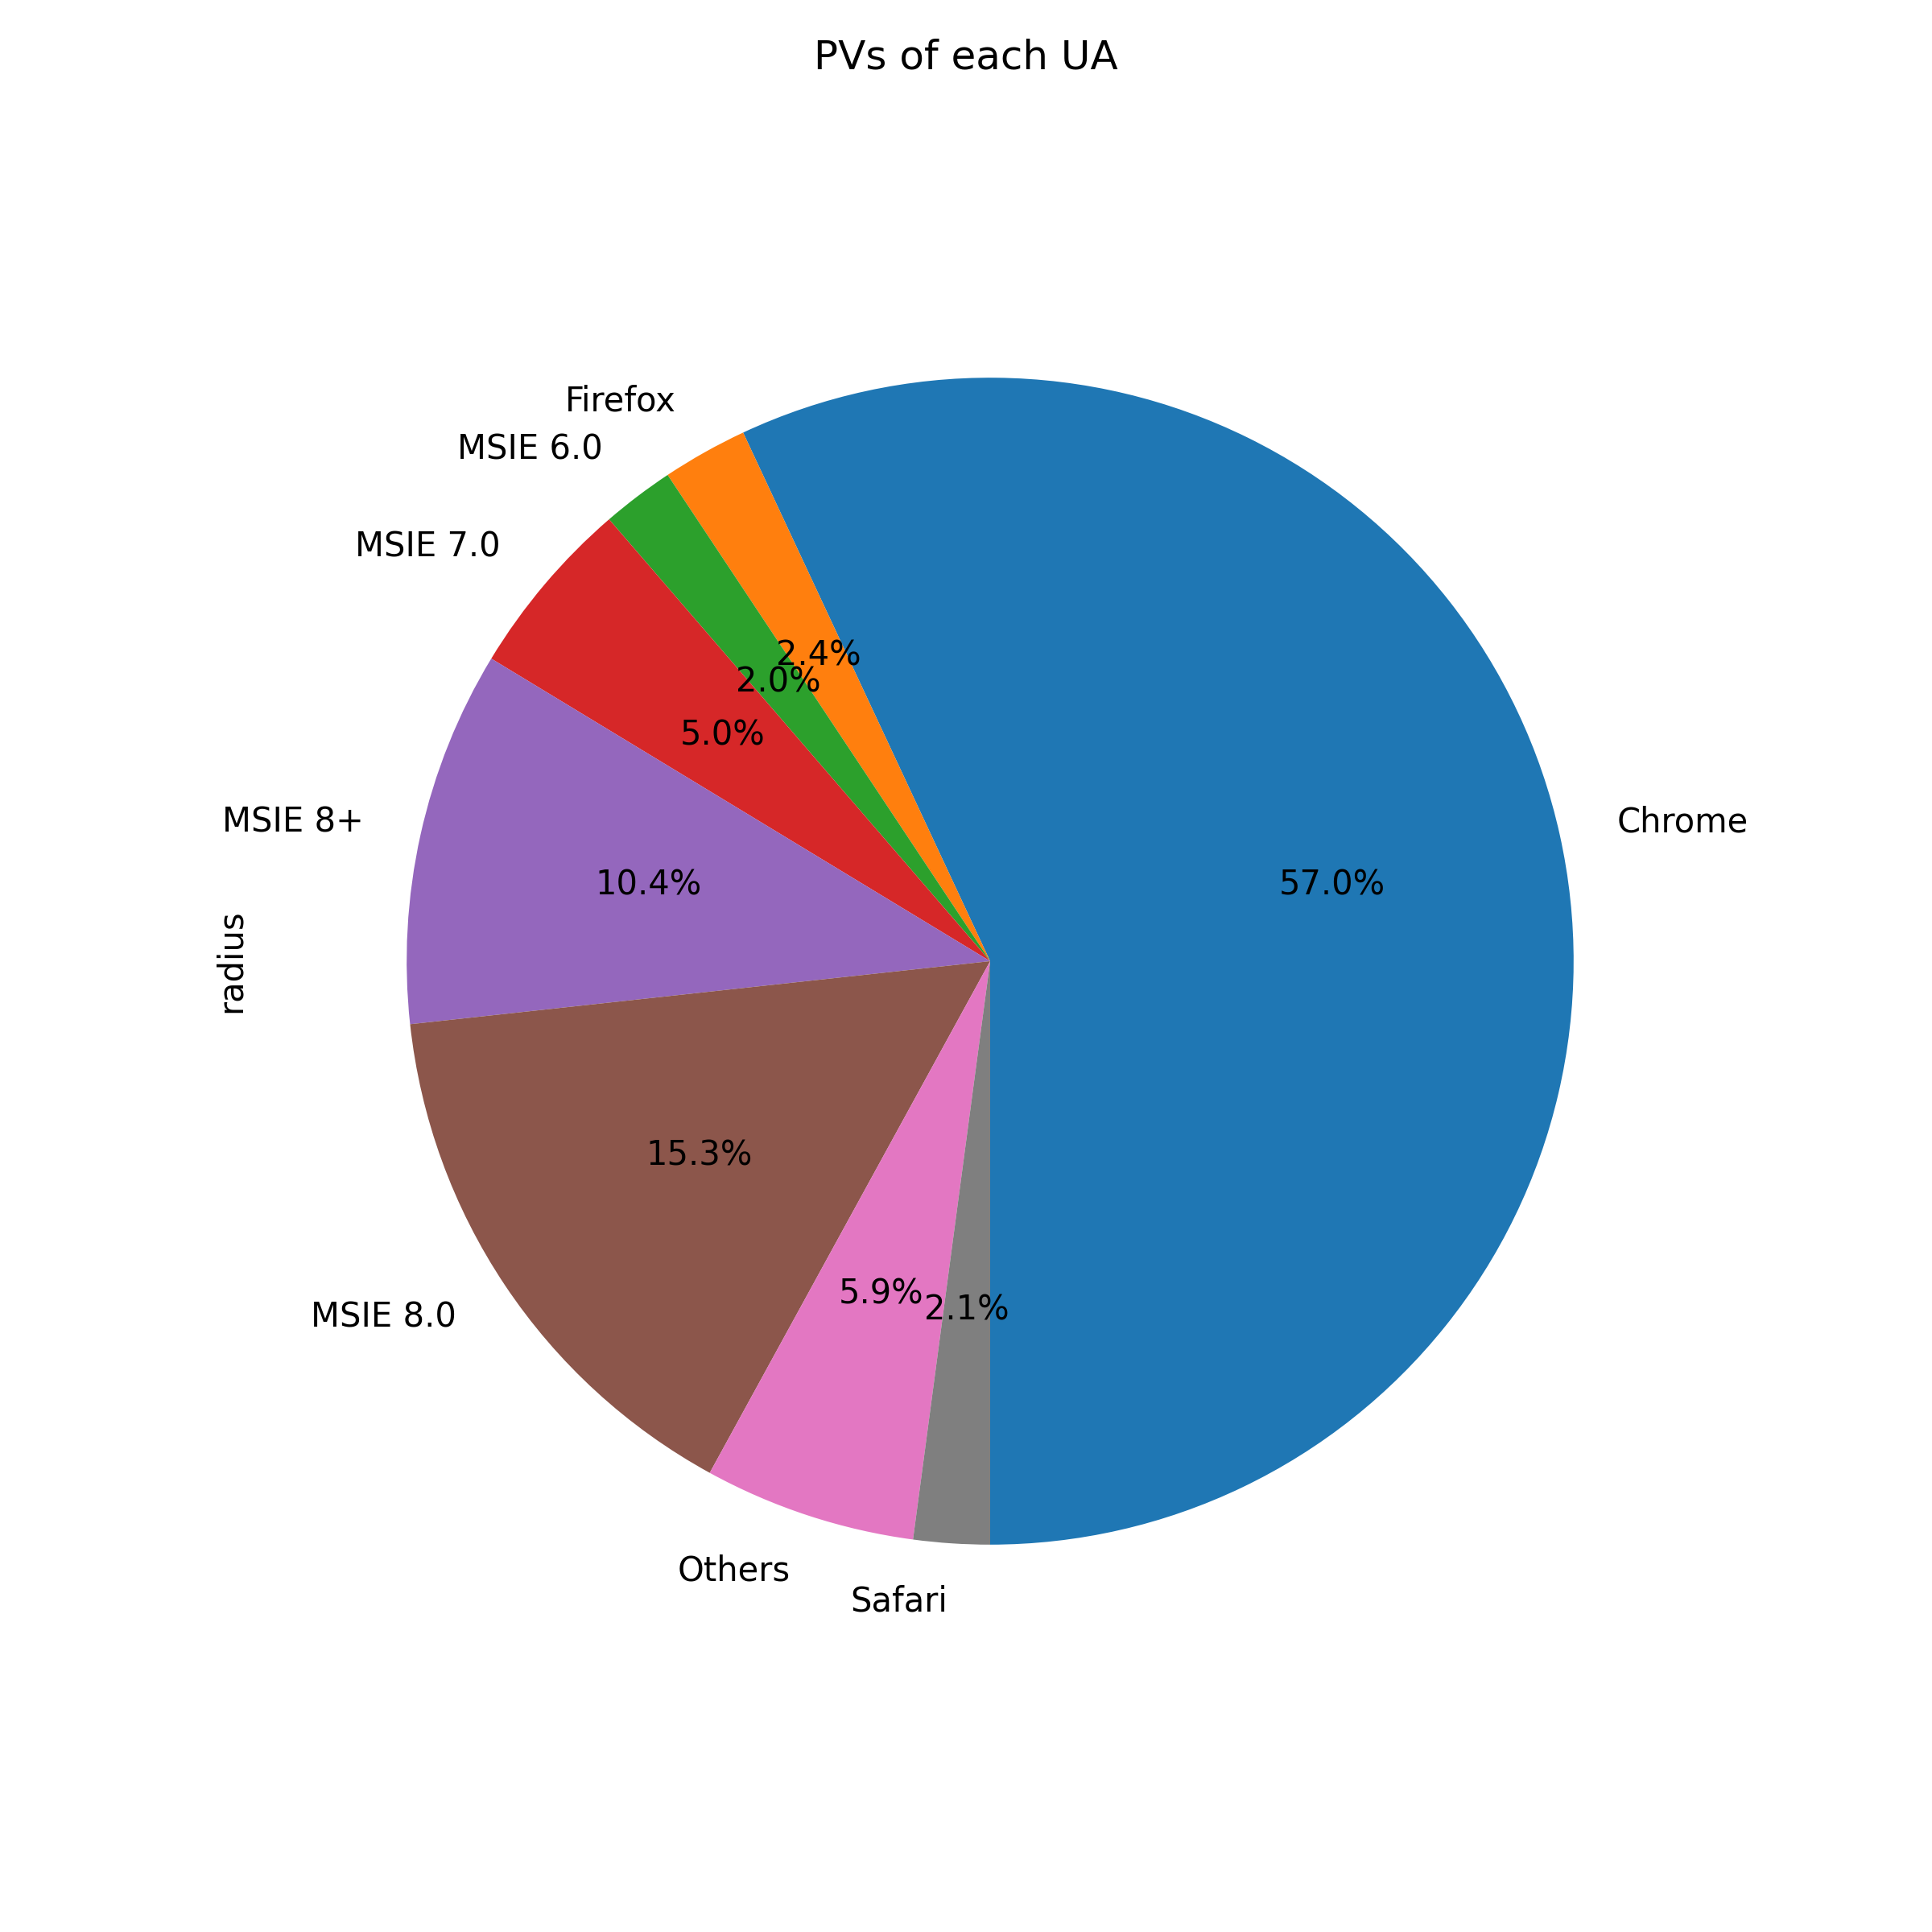 PVs of each UA
Firefox
MSIE 6.0
MSIE 7.0
2.4%
2.0%
5.0%
MSIE 8+
Chrome
10.4%
57.0%
radius
15.3%
5.9%
2.1%
MSIE 8.0
Others
Safari